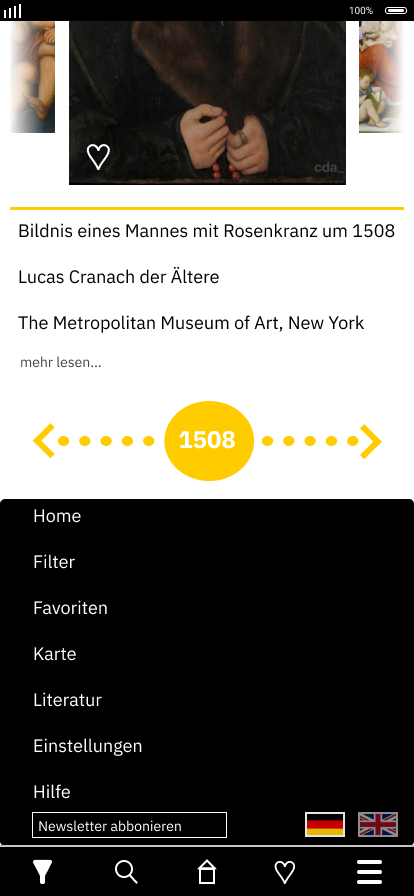 100%
cda_
Bildnis eines Mannes mit Rosenkranz um 1508
Lucas Cranach der Ältere
The Metropolitan Museum of Art, New York
mehr lesen...
1508
Home
Filter
Favoriten
Karte
Literatur
Einstellungen
Hilfe
Newsletter abbonieren